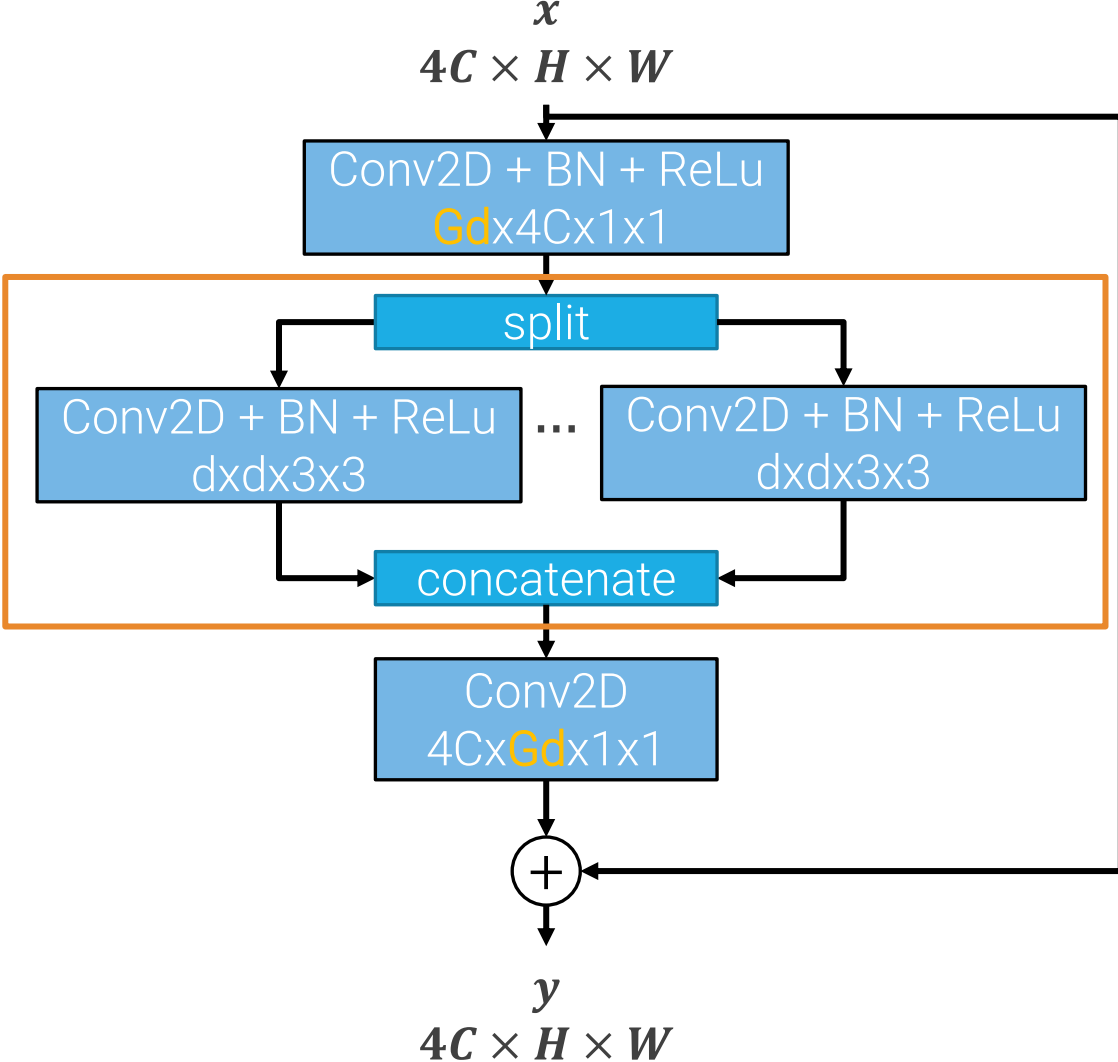 x
4C × H × W
Conv2D + BN + ReLu
Gdx4Cx1x1
split
Conv2D + BN + ReLu
dxdx3x3
...
Conv2D + BN + ReLu
dxdx3x3
concatenate
Conv2D
4CxGdx1x1
+
y
4C × H × W